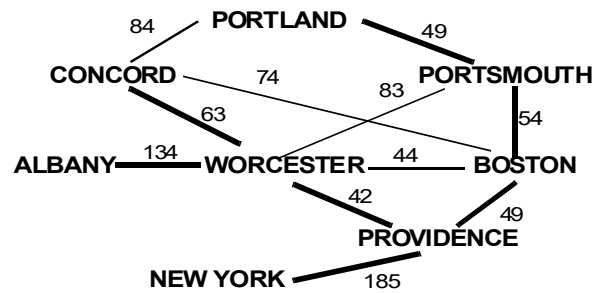 84 PORTLAND 49
CONCORD 74 83 PORTSMOUTH
63 54
ALBANY 134 WORCESTER 44 BOSTON
42 49
PROVIDENCE
NEW YORK 185